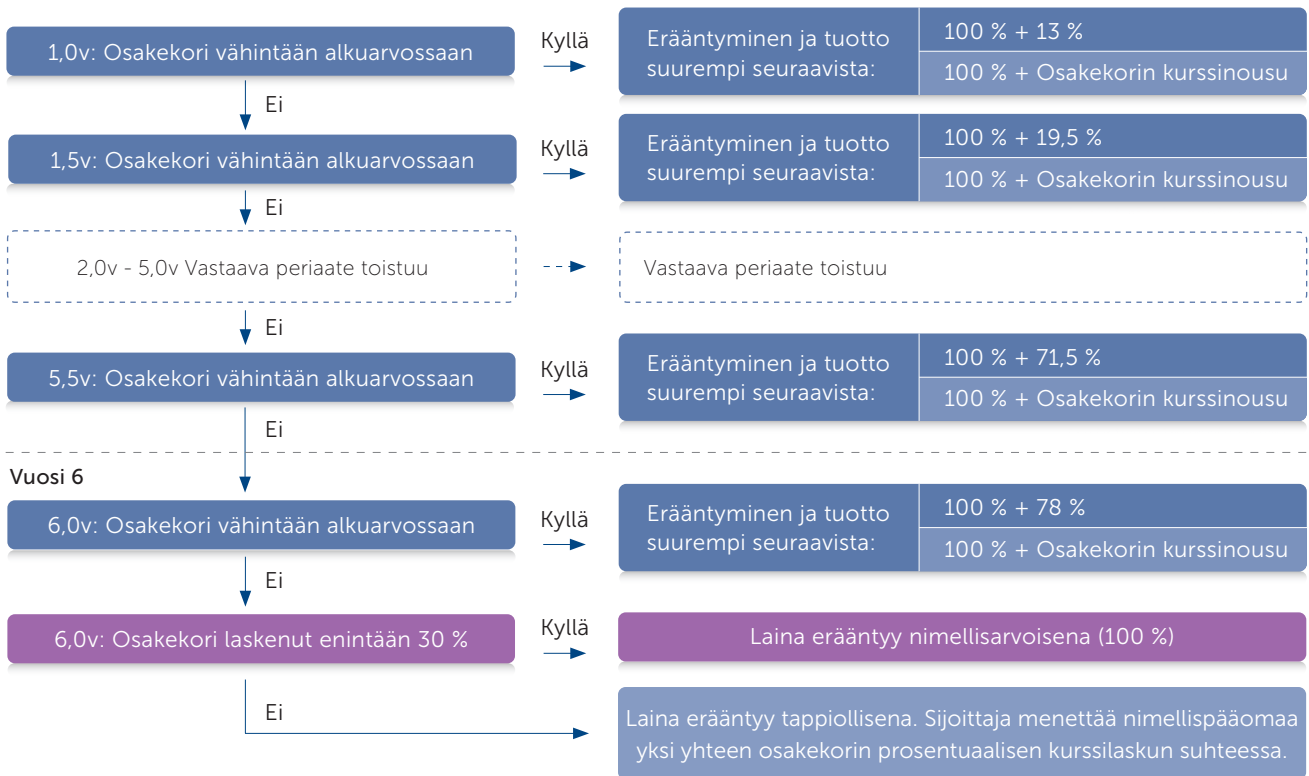 1,0v: Osakekori vähintään alkuarvossaan
Kyllä
Erääntyminen ja tuotto
suurempi seuraavista:
100 % + 13 %
100 % + Osakekorin kurssinousu
Ei
1,5v: Osakekori vähintään alkuarvossaan
Kyllä
Erääntyminen ja tuotto
suurempi seuraavista:
100 % + 19,5 %
100 % + Osakekorin kurssinousu
Ei
2,0v - 5,0v Vastaava periaate toistuu
Vastaava periaate toistuu
Ei
5,5v: Osakekori vähintään alkuarvossaan
Kyllä
Erääntyminen ja tuotto
suurempi seuraavista:
100 % + 71,5 %
100 % + Osakekorin kurssinousu
Ei
Vuosi 6
6,0v: Osakekori vähintään alkuarvossaan
Kyllä
Erääntyminen ja tuotto
suurempi seuraavista:
100 % + 78 %
100 % + Osakekorin kurssinousu
Ei
6,0v: Osakekori laskenut enintään 30 %
Kyllä
Laina erääntyy nimellisarvoisena (100 %)
Ei
Laina erääntyy tappiollisena. Sijoittaja menettää nimellispääomaa
yksi yhteen osakekorin prosentuaalisen kurssilaskun suhteessa.